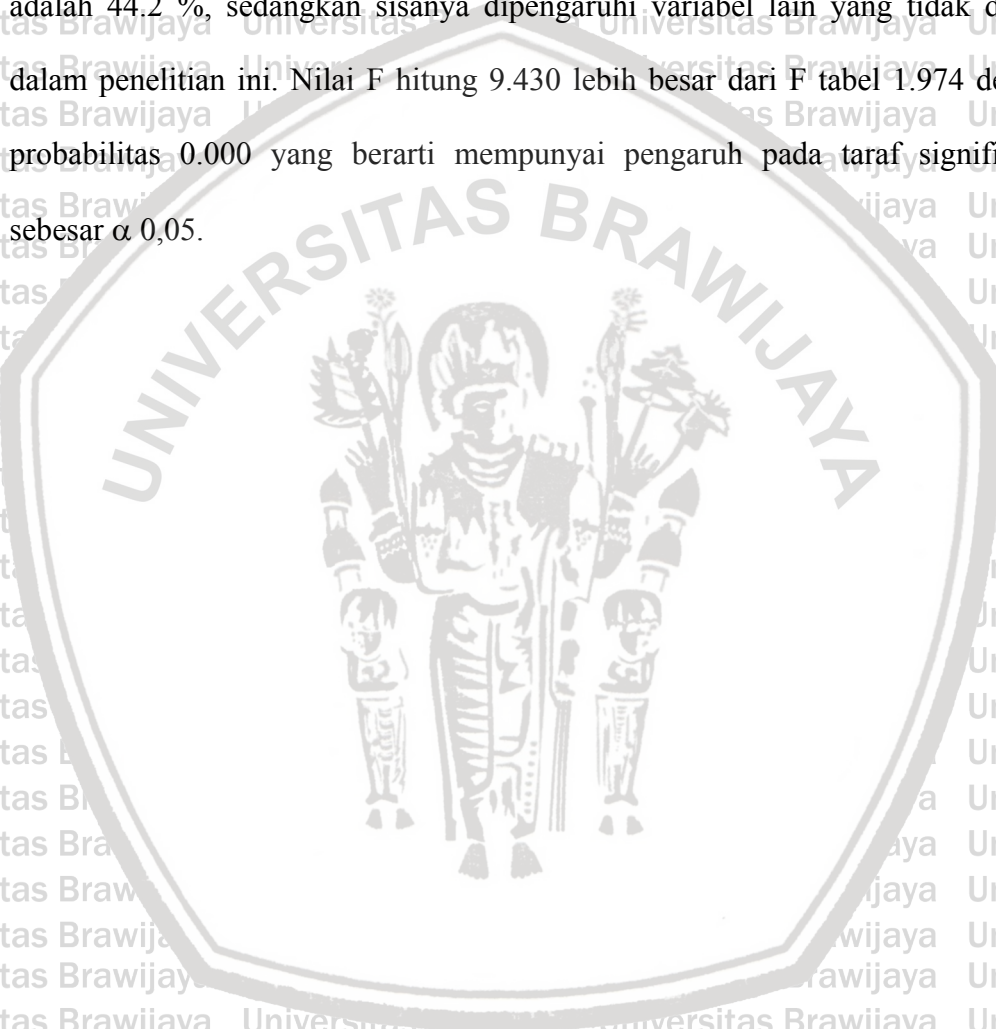 adalah 44.2 %, sedangkan sisanya dipengaruhi variabel lain yang tidak
dalam penelitian ini. Nilai F hitung 9.430 lebih besar dari F tabel 1.974
probabilitas 0.000 yang berarti mempunyai pengaruh pada taraf
sebesar α 0,05.
UNIVERSITAS BRAWIJAYA